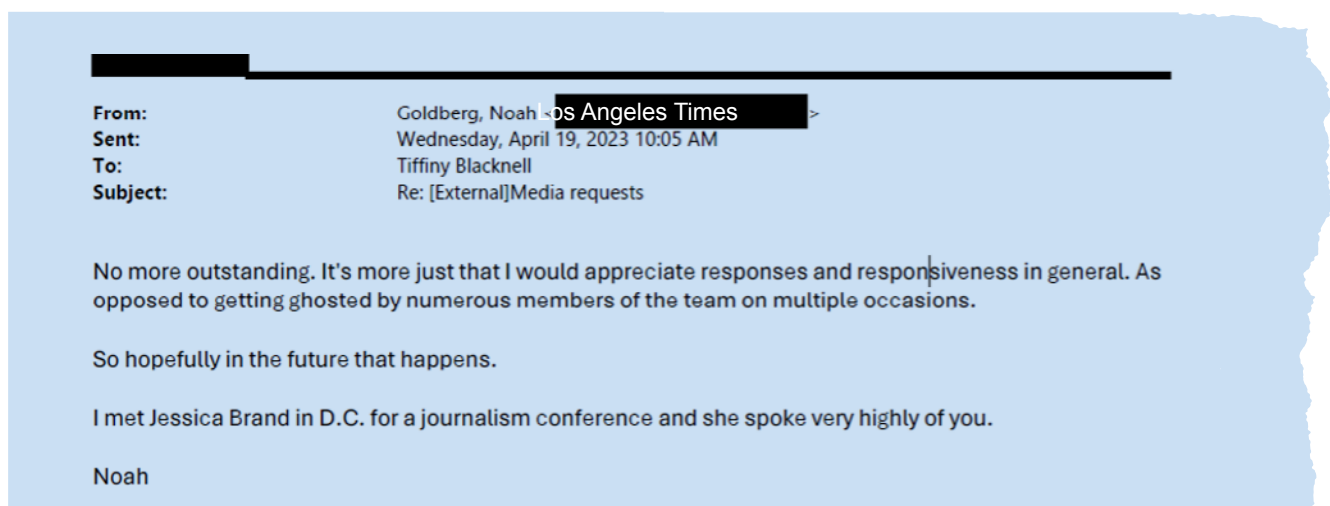 From: Goldberg, Noah <Los Angeles Times>
Sent: Wednesday, April 19, 2023 10:05 AM
To: Tiffiny Blacknell
Subject: Re: [External]Media requests
No more outstanding. It's more just that I would appreciate responses and responsiveness in general. As
opposed to getting ghosted by numerous members of the team on multiple occasions.
So hopefully in the future that happens.
I met Jessica Brand in D.C. for a journalism conference and she spoke very highly of you.
Noah